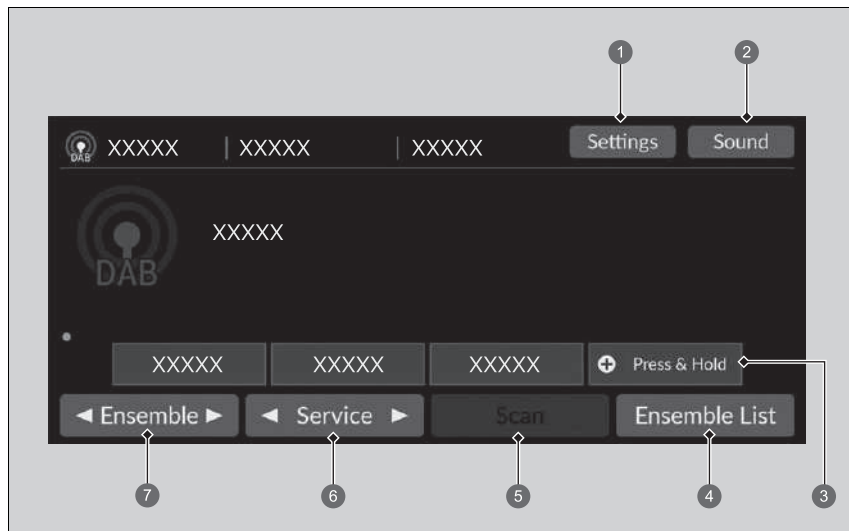 1 2
DAB XXXXX | XXXXX | XXXXX Settings Sound
DAB XXXXX
XXXXX XXXXX XXXXX Press & Hold
◄ Ensemble ► ◄ Service ► Scan Ensemble List
7 6 5 4 3